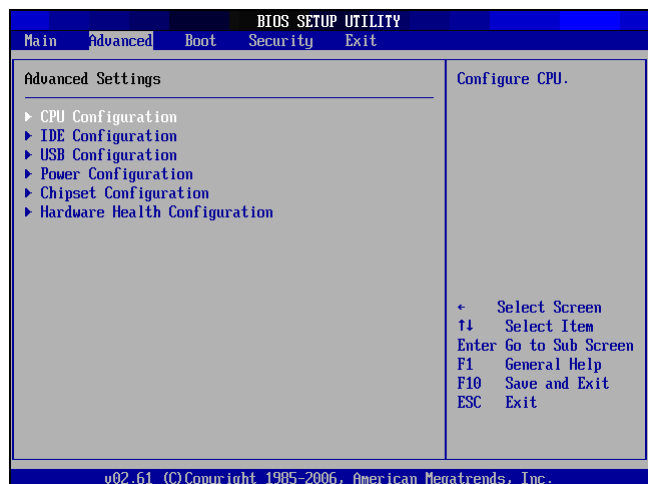 BIOS SETUP UTILITY
Main Advanced Boot Security Exit
Advanced Settings
▶ CPU Configuration
▶ IDE Configuration
▶ USB Configuration
▶ Power Configuration
▶ Chipset Configuration
▶ Hardware Health Configuration
Configure CPU.
← Select Screen
↑↓ Select Item
Enter Go to Sub Screen
F1 General Help
F10 Save and Exit
ESC Exit
v02.61 (C)Copyright 1985-2006, American Megatrends, Inc.